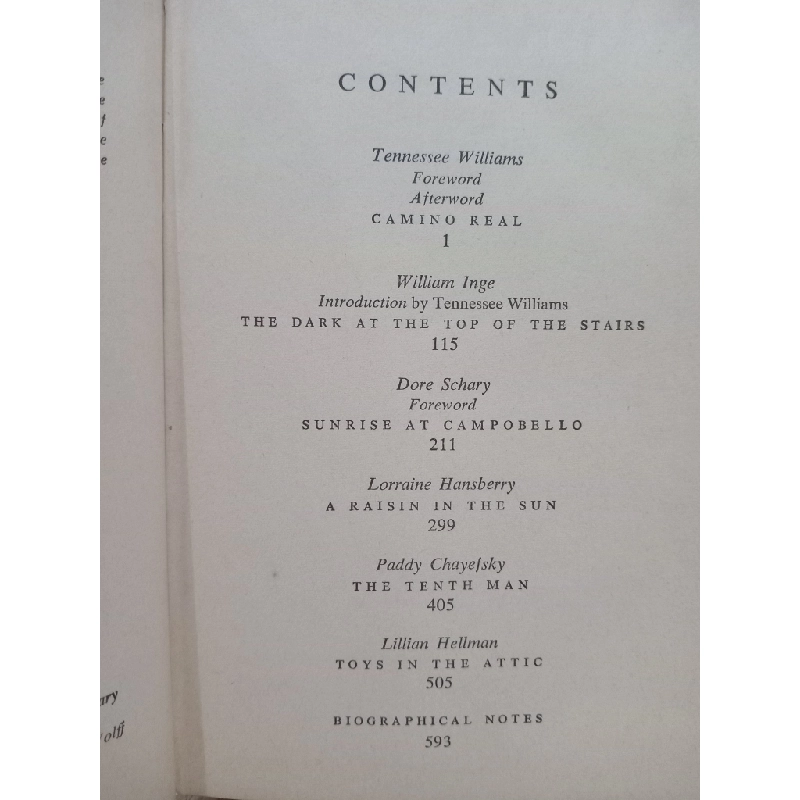 CONTENTS
Tennessee Williams
Foreword
Afterword
CAMINO REAL
1
William Inge
Introduction by Tennessee Williams
THE DARK AT THE TOP OF THE STAIRS
115
Dore Schary
Foreword
SUNRISE AT CAMPOBELLO
211
Lorraine Hansberry
A RAISIN IN THE SUN
299
Paddy Chayefsky
THE TENTH MAN
405
Lillian Hellman
TOYS IN THE ATTIC
505
BIOGRAPHICAL NOTES
593